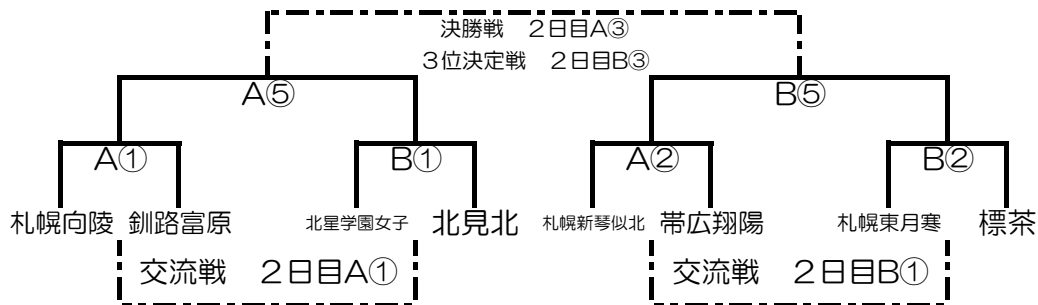 決勝戦　２日目A③
３位決定戦　２日目B③
A⑤　B⑤
A①　B①　A②　B②
札幌向陵　釧路富原　北星学園女子　北見北　札幌新琴似北　帯広翔陽　札幌東月寒　標茶
交流戦　２日目A①　交流戦　２日目B①